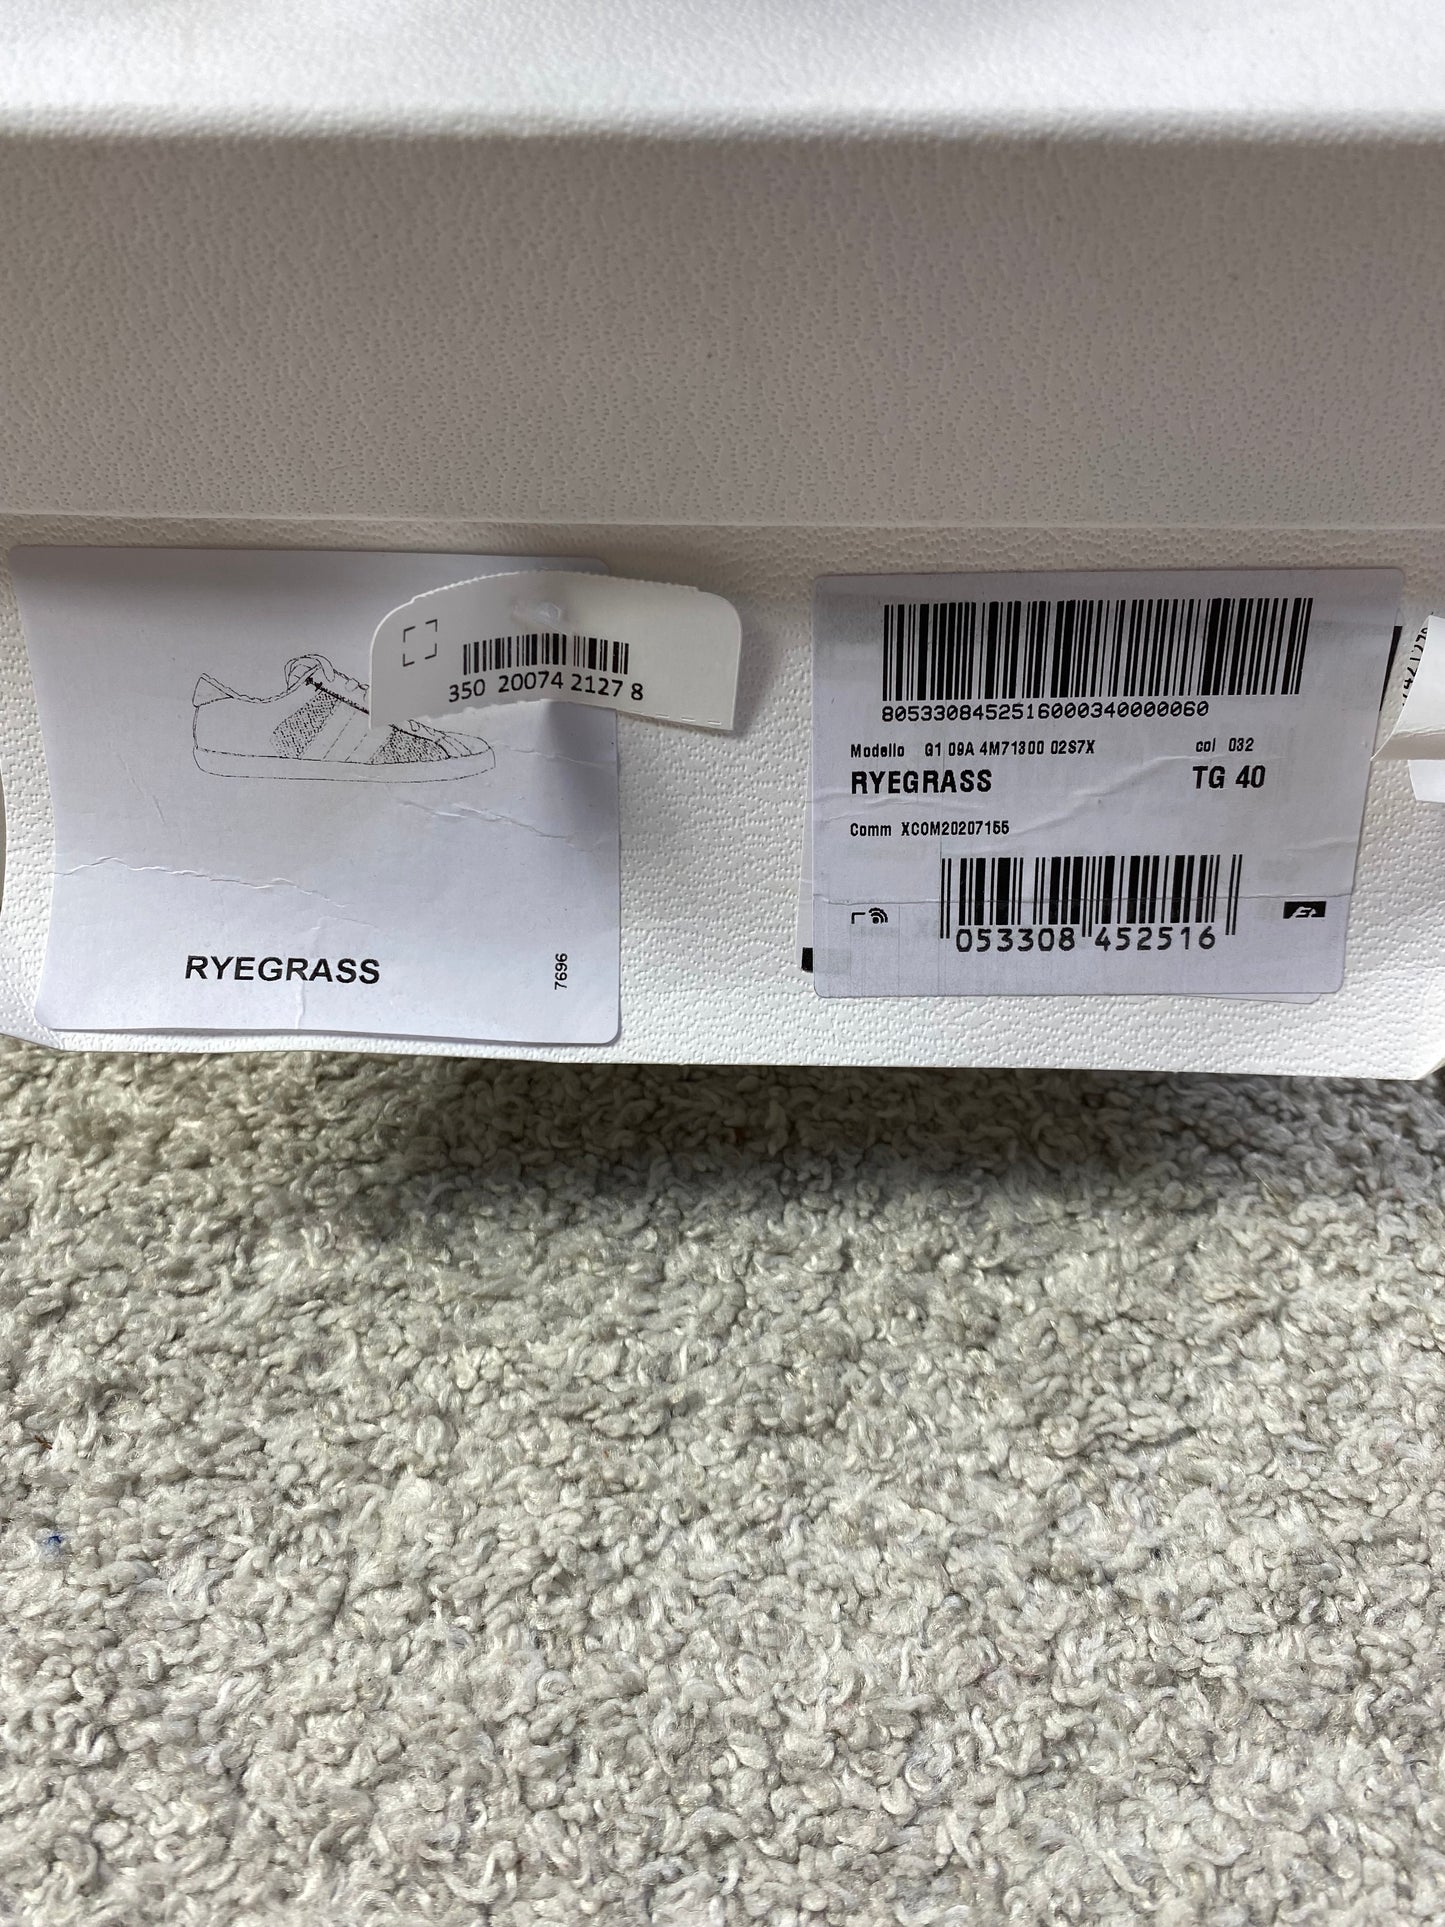 350 20074 2127 8
RYEGRASS
7696
8053308452516000340000060
Modello G1 09A 4M71300 02S7X col 032
RYEGRASS TG 40
Comm XCOM20207155
053308 452516